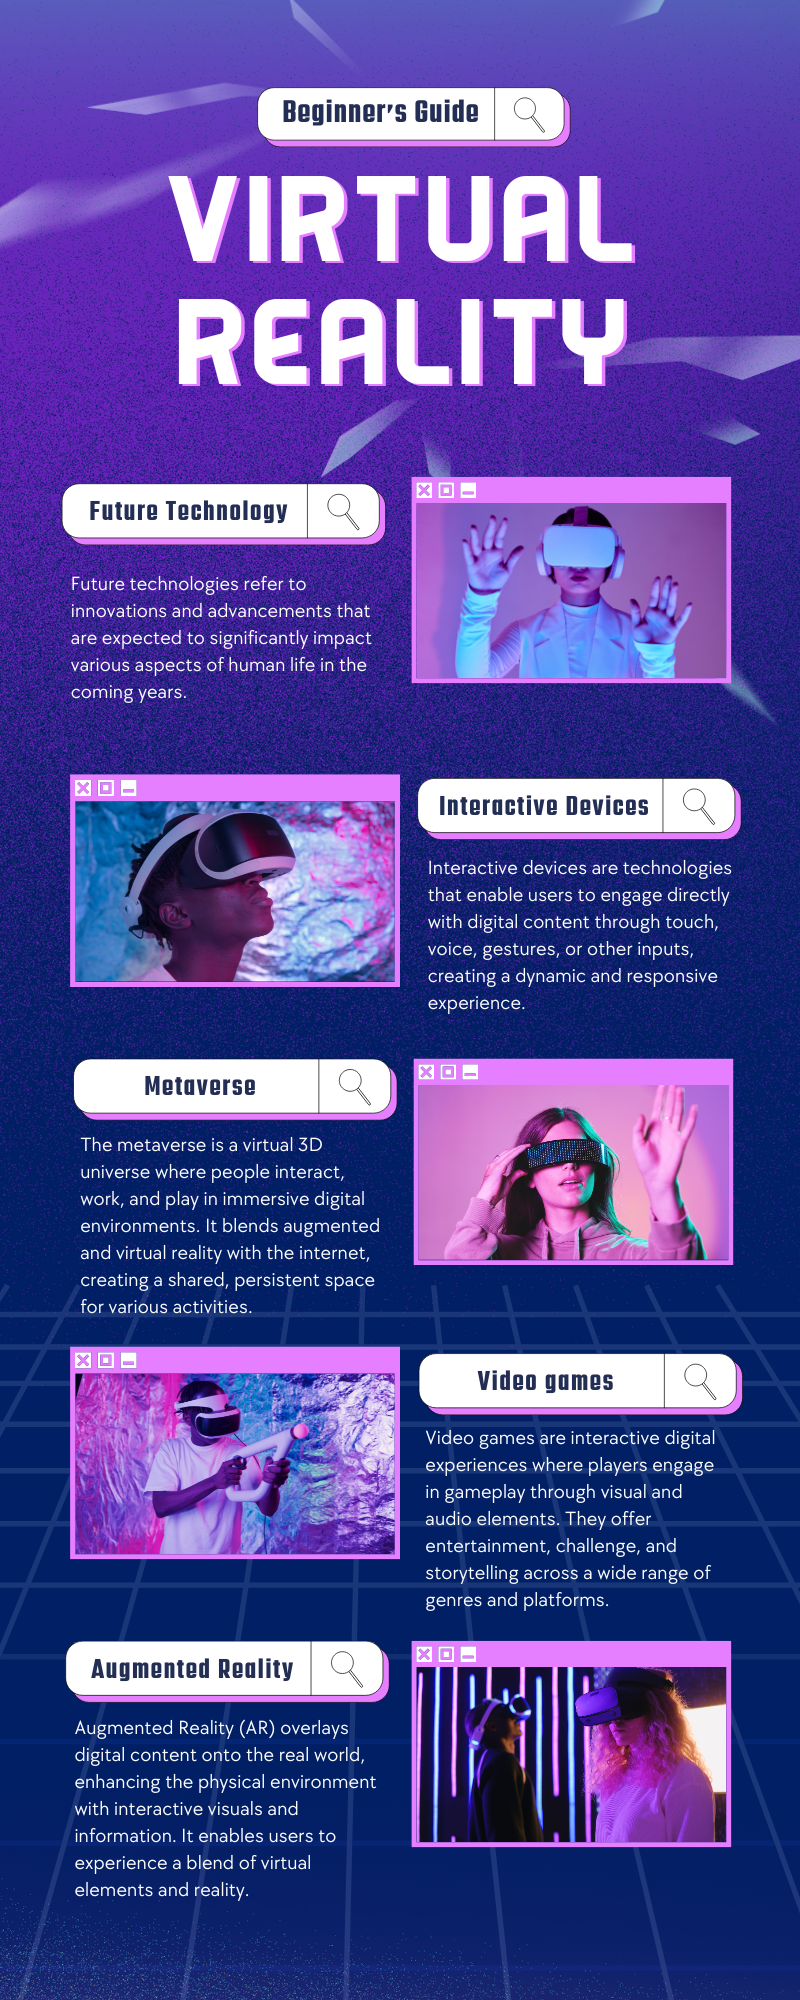 Beginner's Guide
VIRTUAL
REALITY
Future Technology
Future technologies refer to
innovations and advancements that
are expected to significantly impact
various aspects of human life in the
coming years.
Interactive Devices
Interactive devices are technologies
that enable users to engage directly
with digital content through touch,
voice, gestures, or other inputs,
creating a dynamic and responsive
experience.
Metaverse
The metaverse is a virtual 3D
universe where people interact,
work, and play in immersive digital
environments. It blends augmented
and virtual reality with the internet,
creating a shared, persistent space
for various activities.
Video games
Video games are interactive digital
experiences where players engage
in gameplay through visual and
audio elements. They offer
entertainment, challenge, and
storytelling across a wide range of
genres and platforms.
Augmented Reality
Augmented Reality (AR) overlays
digital content onto the real world,
enhancing the physical environment
with interactive visuals and
information. It enables users to
experience a blend of virtual
elements and reality.